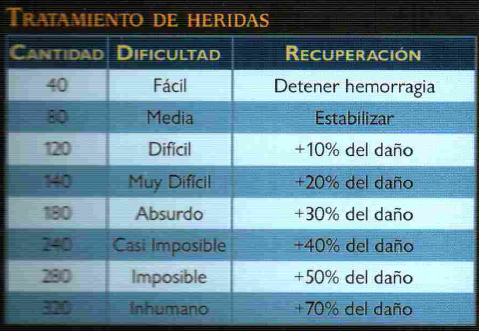 TRATAMIENTO DE HERIDAS
CANTIDAD DIFICULTAD RECUPERACIÓN
40 Fácil Detener hemorragia
80 Media Estabilizar
120 Difícil +10% del daño
140 Muy Difícil +20% del daño
180 Absurdo +30% del daño
240 Casi Imposible +40% del daño
280 Imposible +50% del daño
320 Inhumano +70% del daño